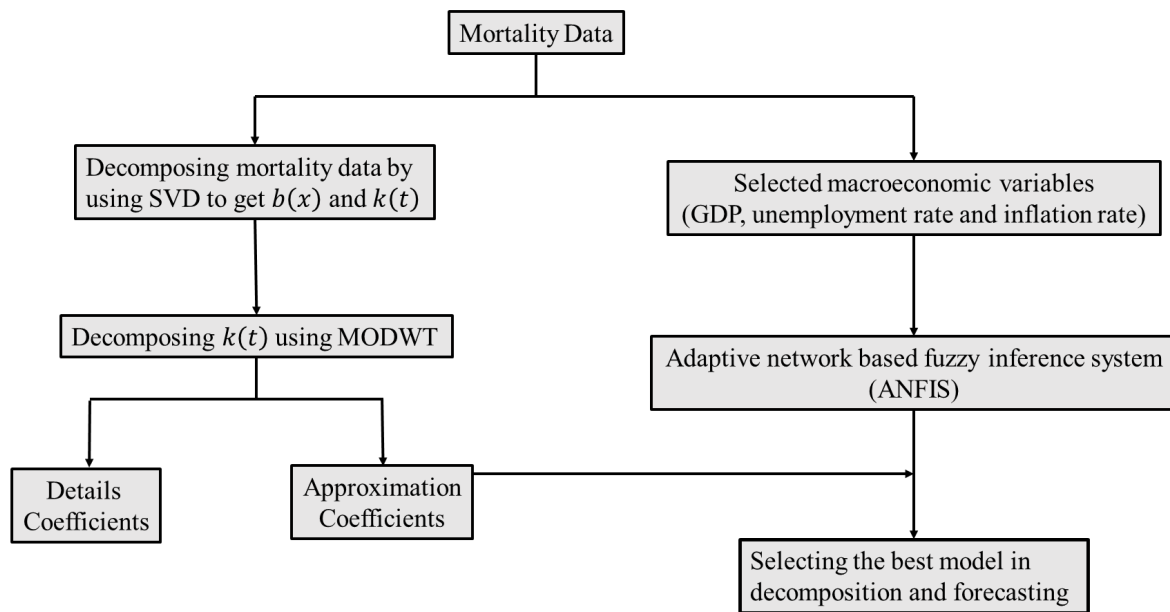 Mortality Data
Decomposing mortality data by
using SVD to get b(x) and k(t)
Selected macroeconomic variables
(GDP, unemployment rate and inflation rate)
Decomposing k(t) using MODWT
Adaptive network based fuzzy inference system
(ANFIS)
Details
Coefficients
Approximation
Coefficients
Selecting the best model in
decomposition and forecasting